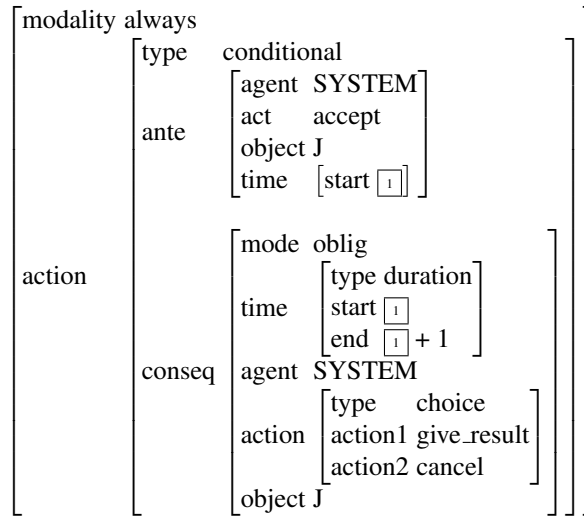 modality always
type conditional
agent SYSTEM
act accept
ante
object J
time start 1
mode oblig
type duration
action
time start 1
end 1 + 1
conseq agent SYSTEM
type choice
action action1 give_result
action2 cancel
object J